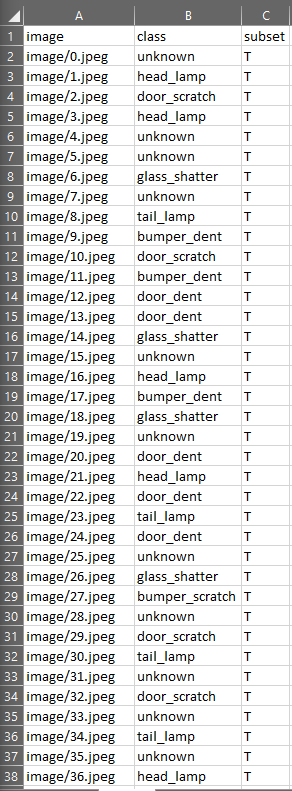 A B C
1 image class subset
2 image/0.jpeg unknown T
3 image/1.jpeg head_lamp T
4 image/2.jpeg door_scratch T
5 image/3.jpeg head_lamp T
6 image/4.jpeg unknown T
7 image/5.jpeg unknown T
8 image/6.jpeg glass_shatter T
9 image/7.jpeg unknown T
10 image/8.jpeg tail_lamp T
11 image/9.jpeg bumper_dent T
12 image/10.jpeg door_scratch T
13 image/11.jpeg bumper_dent T
14 image/12.jpeg door_dent T
15 image/13.jpeg door_dent T
16 image/14.jpeg glass_shatter T
17 image/15.jpeg unknown T
18 image/16.jpeg head_lamp T
19 image/17.jpeg bumper_dent T
20 image/18.jpeg glass_shatter T
21 image/19.jpeg unknown T
22 image/20.jpeg door_dent T
23 image/21.jpeg head_lamp T
24 image/22.jpeg door_dent T
25 image/23.jpeg tail_lamp T
26 image/24.jpeg door_dent T
27 image/25.jpeg unknown T
28 image/26.jpeg glass_shatter T
29 image/27.jpeg bumper_scratch T
30 image/28.jpeg unknown T
31 image/29.jpeg door_scratch T
32 image/30.jpeg tail_lamp T
33 image/31.jpeg unknown T
34 image/32.jpeg door_scratch T
35 image/33.jpeg unknown T
36 image/34.jpeg tail_lamp T
37 image/35.jpeg unknown T
38 image/36.jpeg head_lamp T